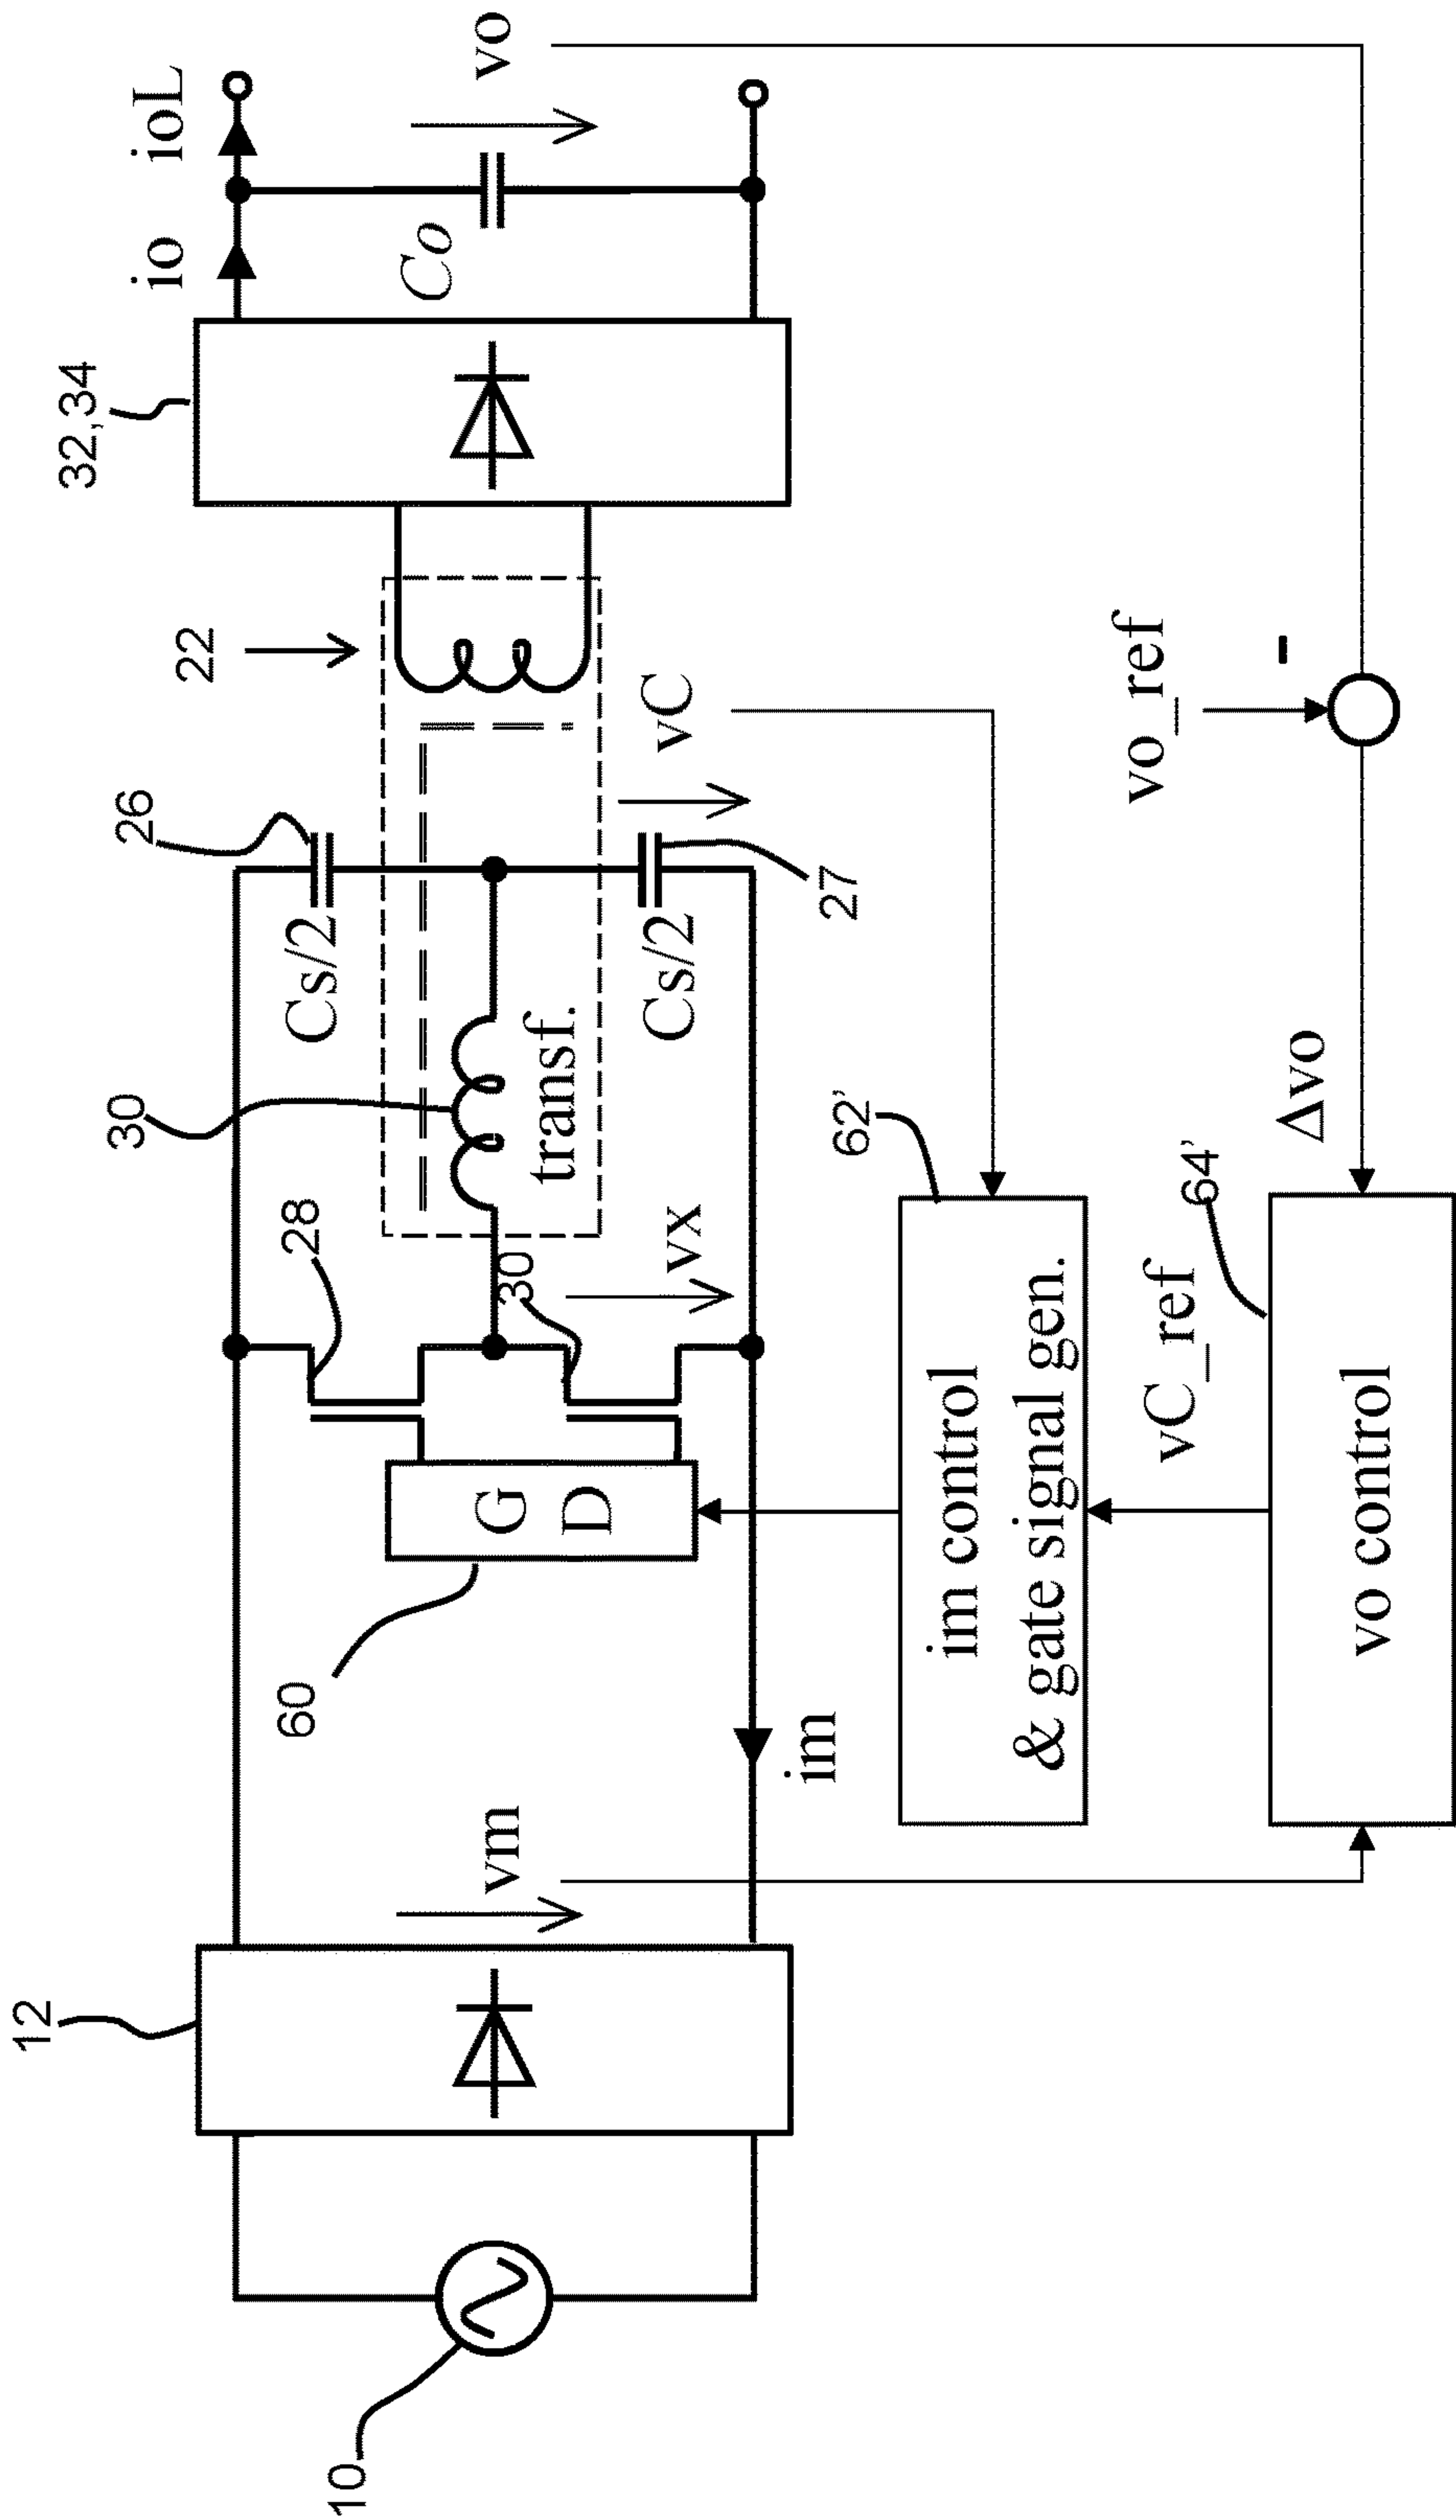 10
12
vm
im
60
G
D
28
30
vx
30
transf.
26
Cs/2
Cs/2
27
vC
22
32,34
io
ioL
Co
vo
im control
& gate signal gen.
62'
vC_ref
vo control
64'
Δvo
vo_ref
-